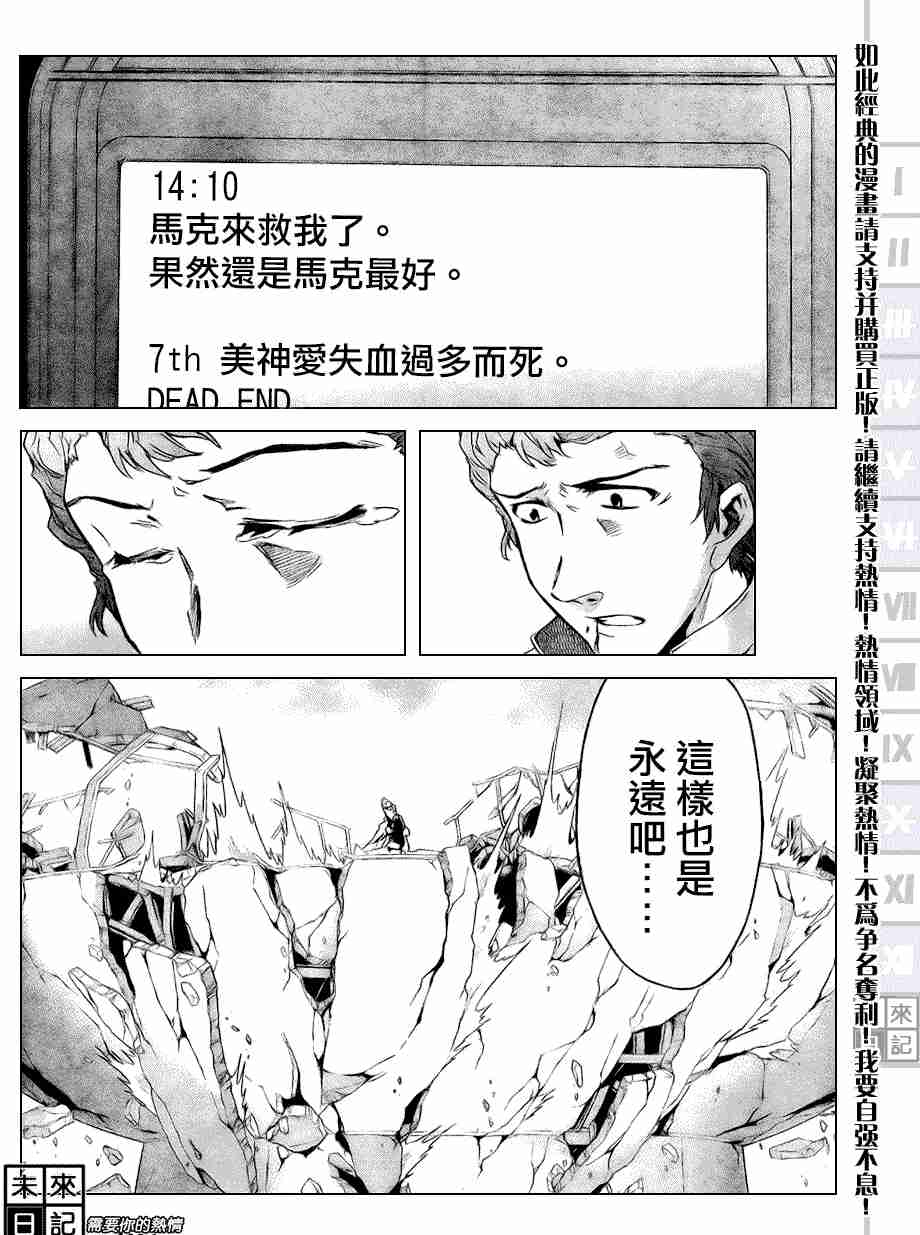 14:10
馬克來救我了。
果然還是馬克最好。
7th 美神愛失血過多而死。
DEAD END
這樣也是
永遠吧……
如此經典的漫畫請支持并購買正版！請繼續支持熱情！熱情領域！凝聚熱情！不爲争名奪利！我要自强不息！
I
II
III
IV
V
VI
VII
VIII
IX
X
XI
來
記
未來
日記
需要你的熱情